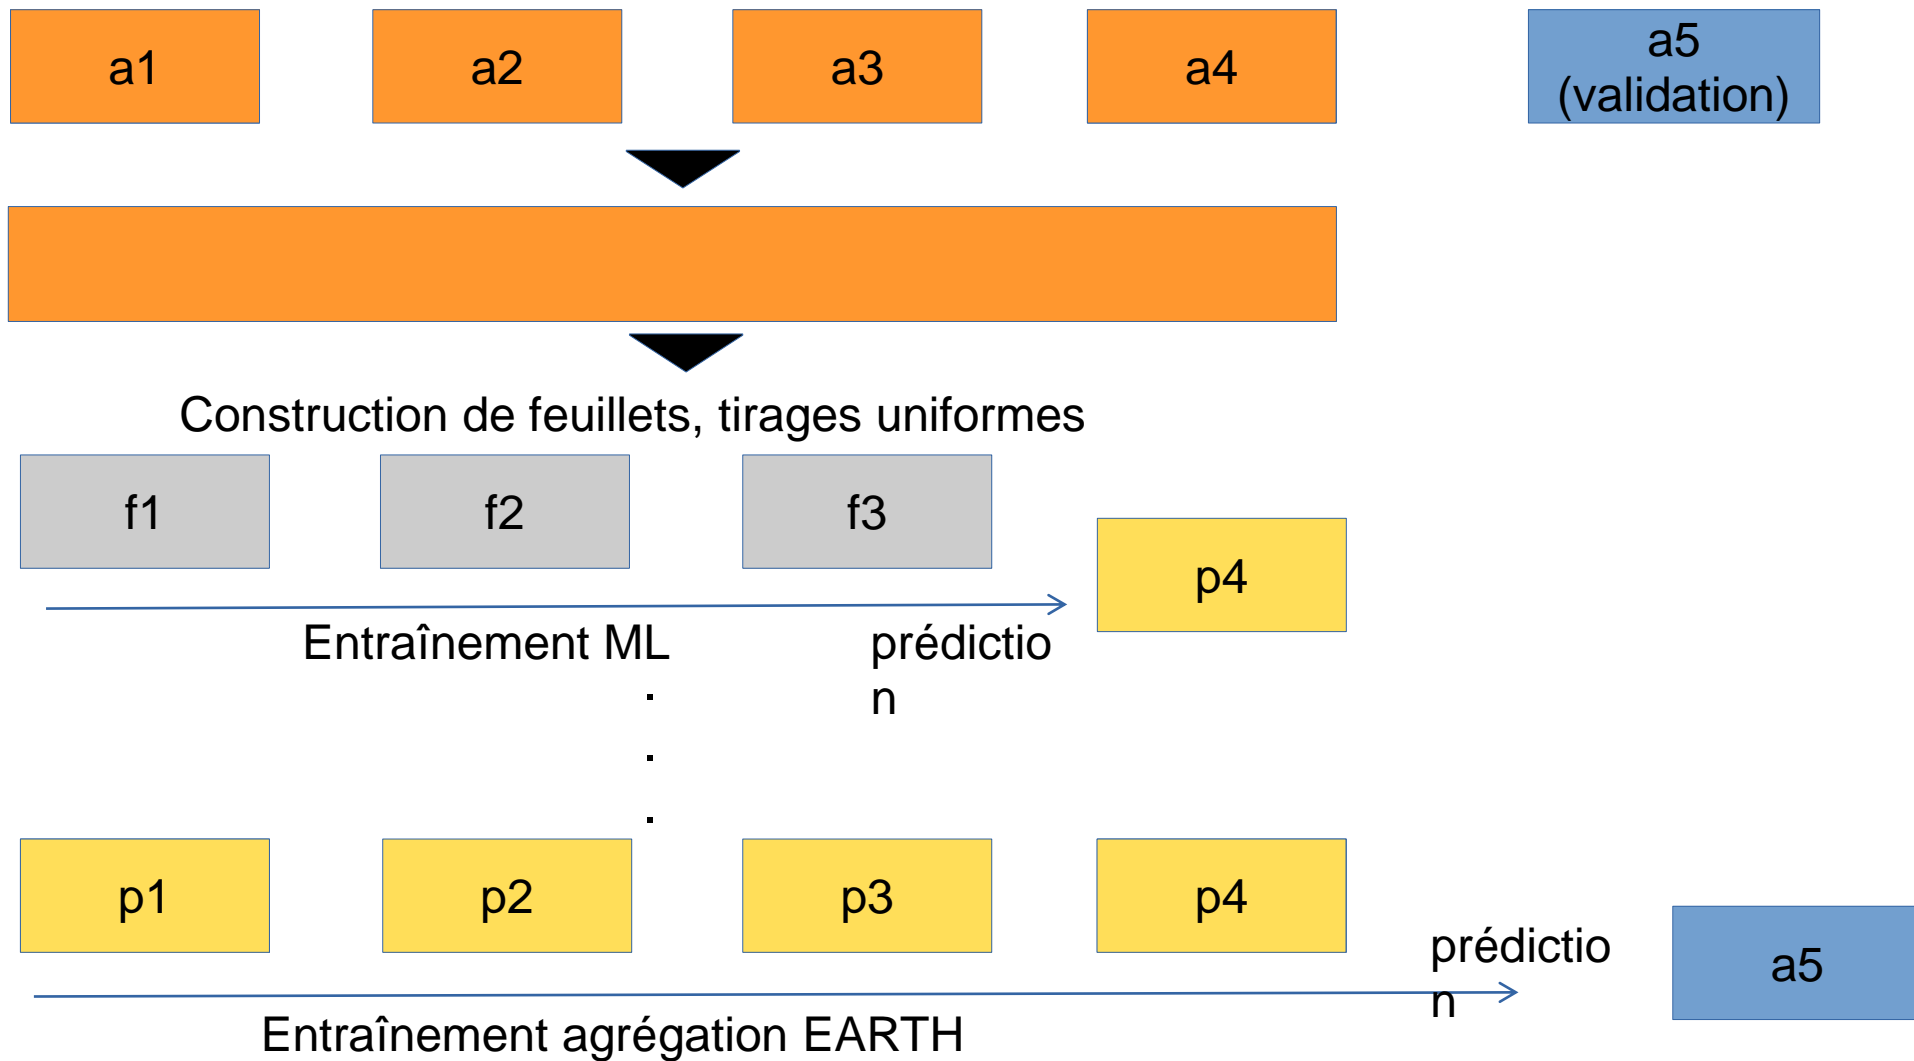 a1
a2
a3
a4
a5
(validation)
Construction de feuillets, tirages uniformes
f1
f2
f3
p4
Entraînement ML
prédictio
n
.
.
.
p1
p2
p3
p4
prédictio
n
a5
Entraînement agrégation EARTH